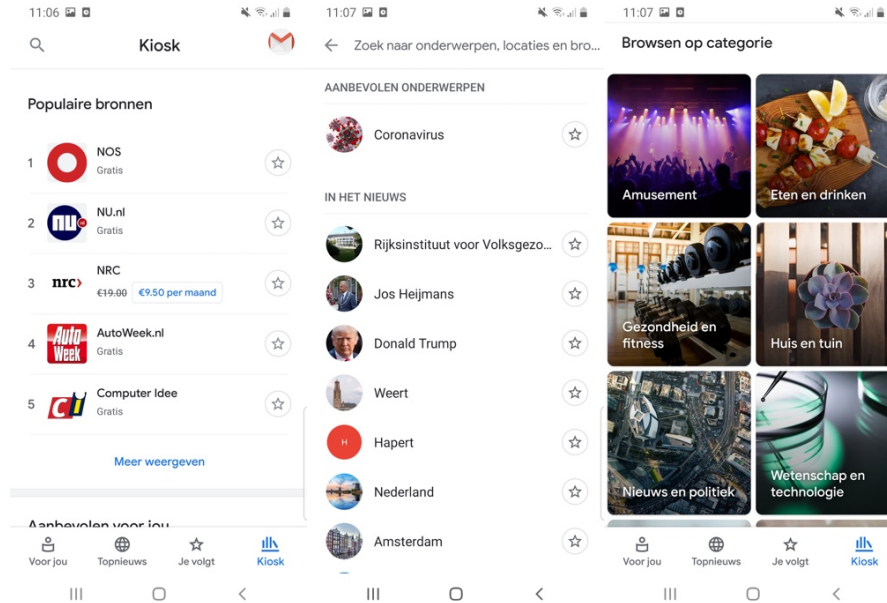 11:06
Kiosk
Populaire bronnen
1
NOS
Gratis
2
nu
NU.nl
Gratis
3
nrc>
NRC
€19.00 €9.50 per maand
4
Auto
Week
AutoWeek.nl
Gratis
5
Computer Idee
Gratis
Meer weergeven
Aanbevolen voor jou
Voor jou
Topnieuws
Je volgt
Kiosk
11:07
Zoek naar onderwerpen, locaties en bro...
AANBEVOLEN ONDERWERPEN
Coronavirus
IN HET NIEUWS
Rijksinstituut voor Volksgezo...
Jos Heijmans
Donald Trump
Weert
H
Hapert
Nederland
Amsterdam
11:07
Browsen op categorie
Amusement
Eten en drinken
Gezondheid en
fitness
Huis en tuin
Nieuws en politiek
Wetenschap en
technologie
Voor jou
Topnieuws
Je volgt
Kiosk